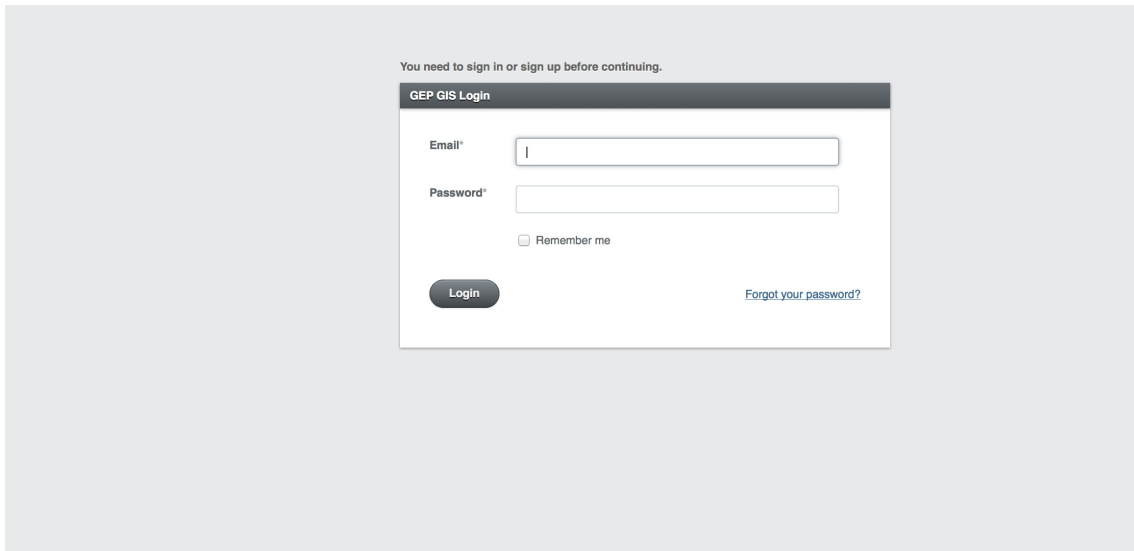 You need to sign in or sign up before continuing.
GEP GIS Login
Email*
Password*
Remember me
Login
Forgot your password?